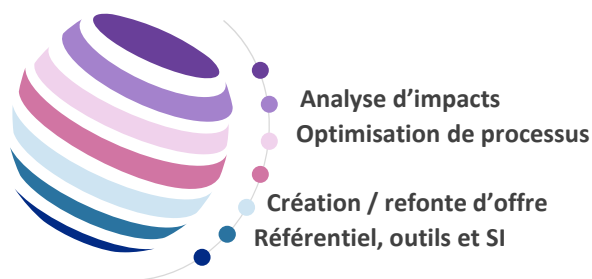 Analyse d’impacts
Optimisation de processus
Création / refonte d’offre
Référentiel, outils et SI